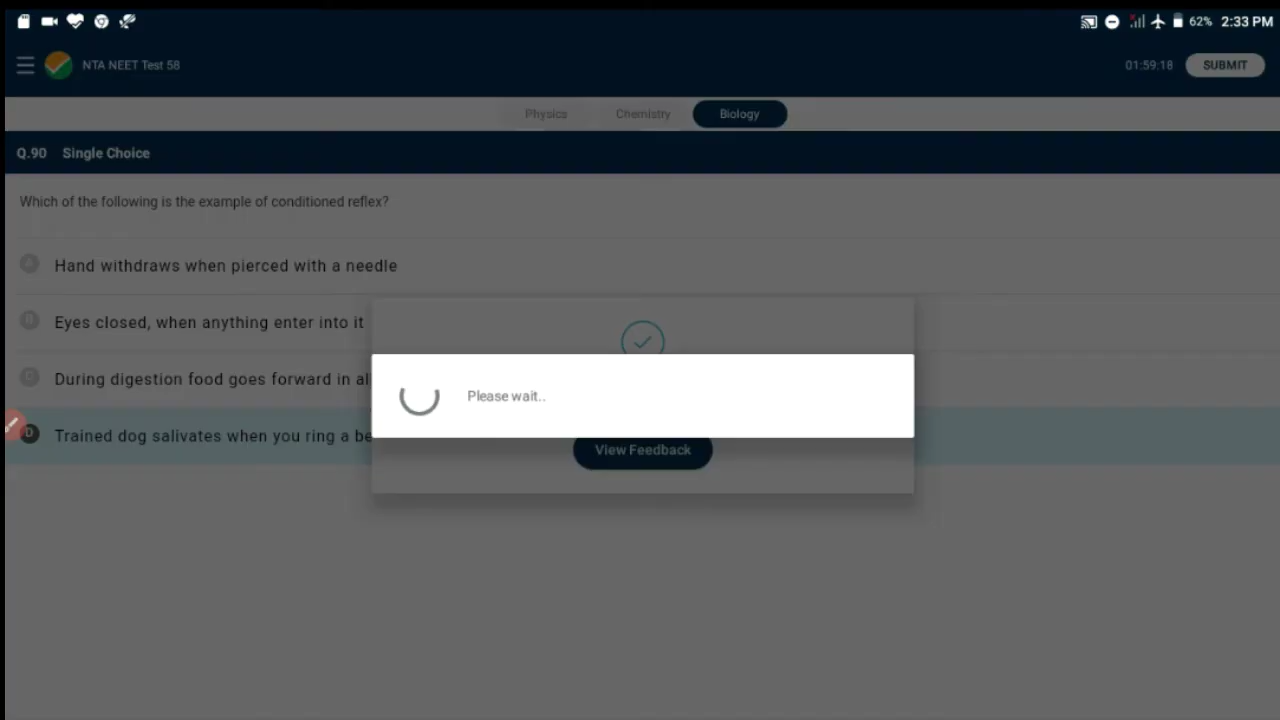 62% 2:33 PM
NTA NEET Test 58
01:59:18
SUBMIT
Physics
Chemistry
Biology
Q.90 Single Choice
Which of the following is the example of conditioned reflex?
A Hand withdraws when pierced with a needle
B Eyes closed, when anything enter into it
C During digestion food goes forward in
D Trained dog salivates when you ring a
Please wait..
View Feedback